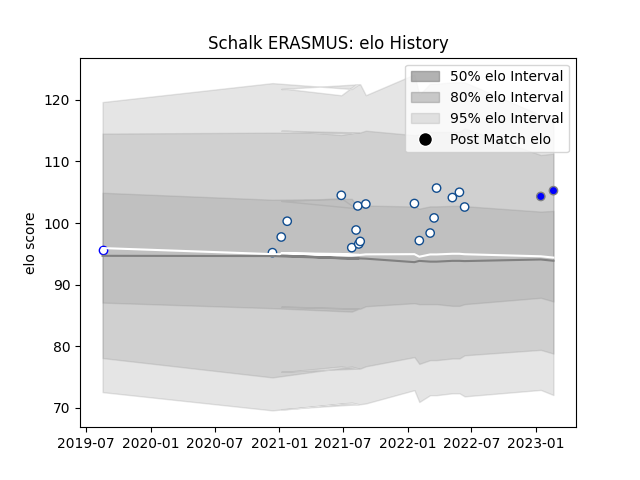 Schalk ERASMUS: elo History
50% elo Interval
80% elo Interval
95% elo Interval
Post Match elo
elo score
120
110
100
90
80
70
2019-07 2020-01 2020-07 2021-01 2021-07 2022-01 2022-07 2023-01